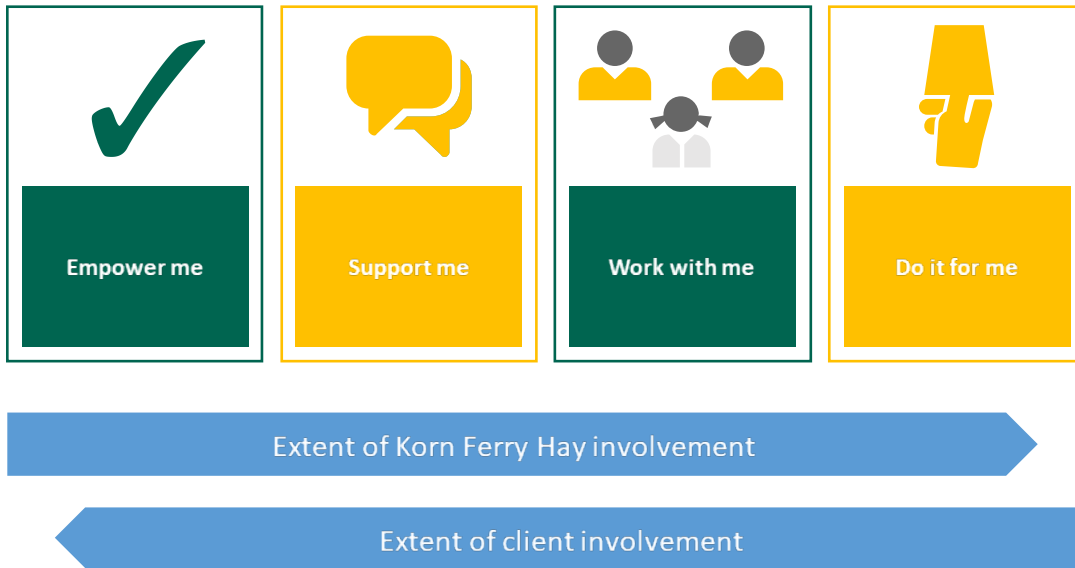 Empower me
Support me
Work with me
Do it for me
Extent of Korn Ferry Hay involvement
Extent of client involvement